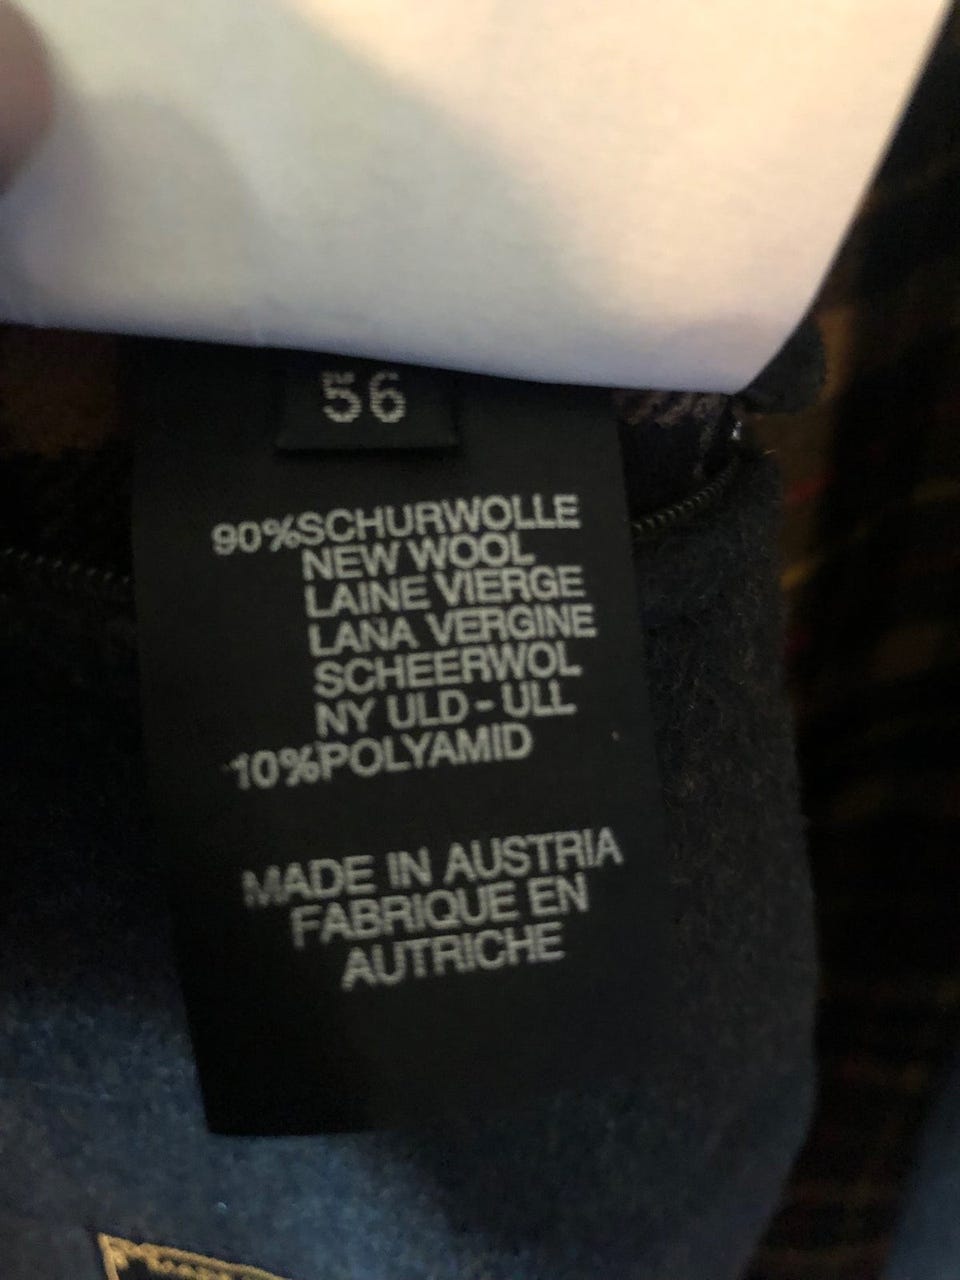 56
90%SCHURWOLLE
NEW WOOL
LAINE VIERGE
LANA VERGINE
SCHEERWOL
NY ULD - ULL
10%POLYAMID
MADE IN AUSTRIA
FABRIQUE EN
AUTRICHE